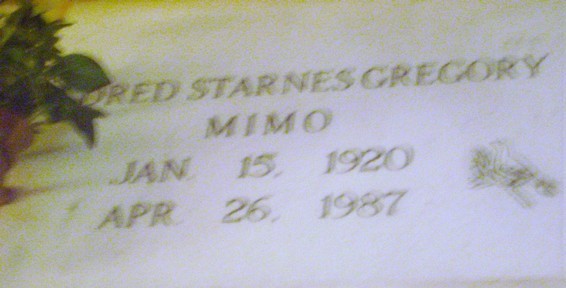 DRED STARNES GREGORY
MIMO
JAN. 15, 1920
APR. 26, 1987